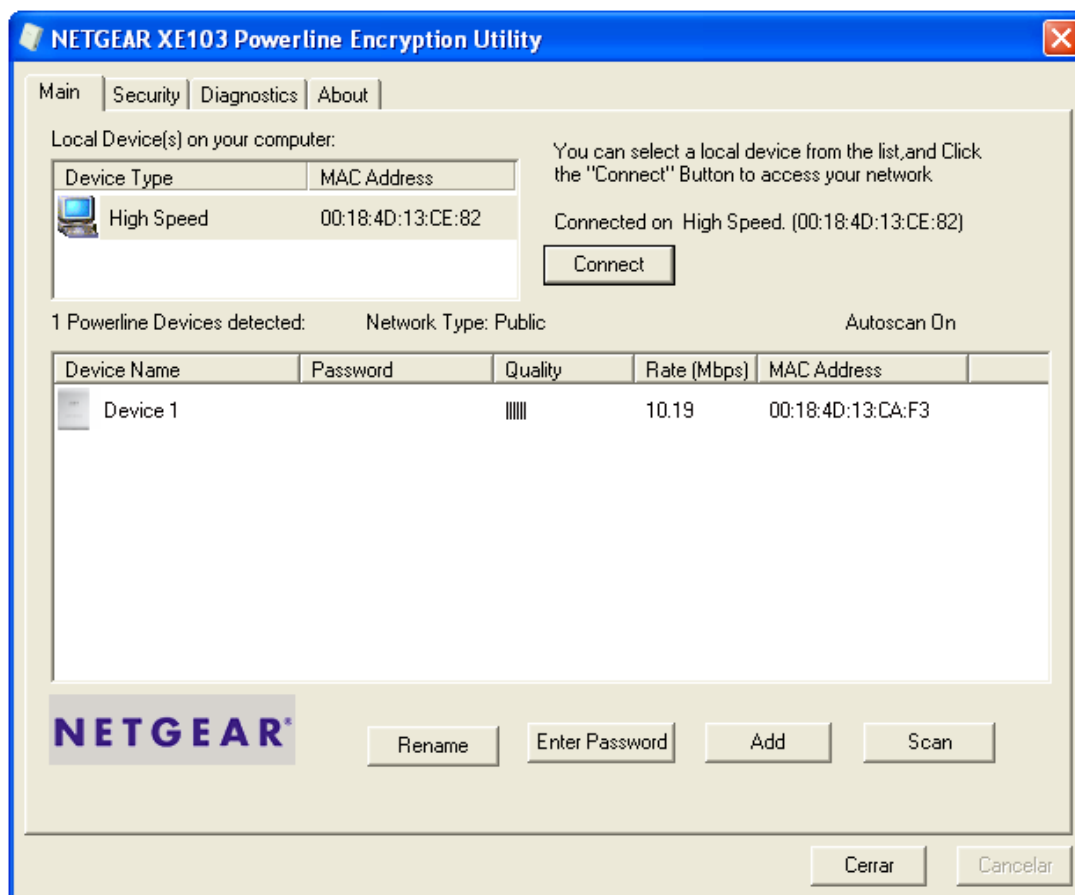 NETGEAR XE103 Powerline Encryption Utility
Main Security Diagnostics About
Local Device(s) on your computer:
Device Type MAC Address
High Speed 00:18:4D:13:CE:82
You can select a local device from the list,and Click
the "Connect" Button to access your network
Connected on High Speed. (00:18:4D:13:CE:82)
Connect
1 Powerline Devices detected: Network Type: Public Autoscan On
Device Name Password Quality Rate (Mbps) MAC Address
Device 1 10.19 00:18:4D:13:CA:F3
NETGEAR®
Rename Enter Password Add Scan
Cerrar Cancelar